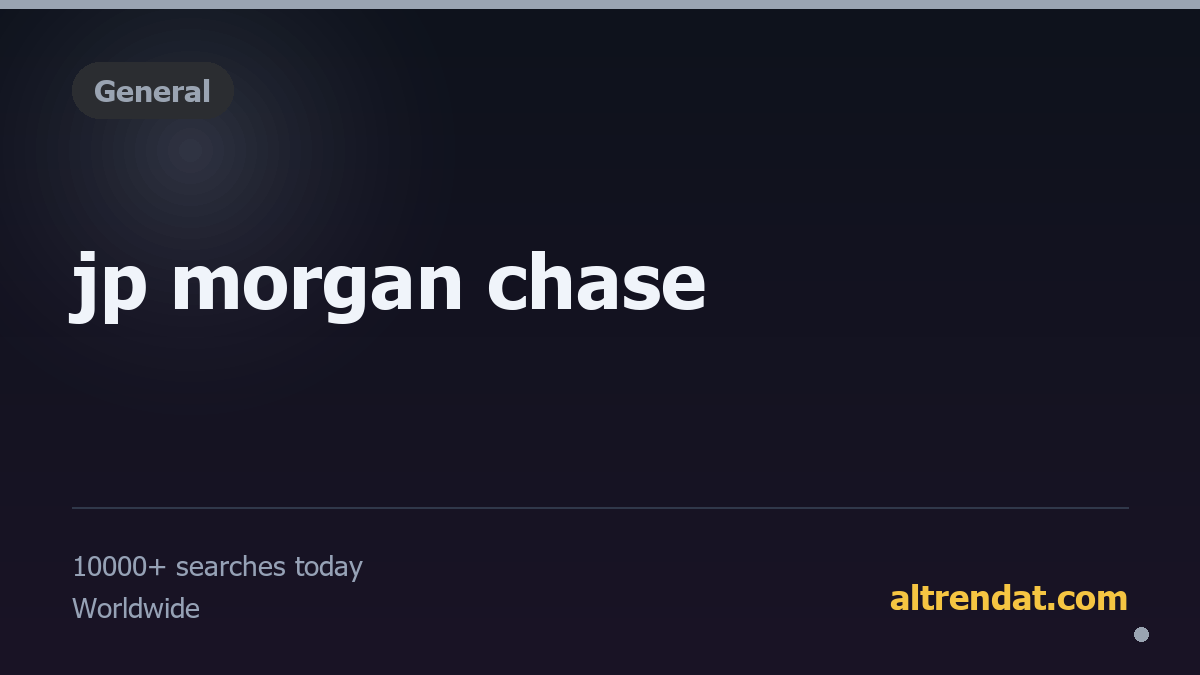 General
jp morgan chase
10000+ searches today
Worldwide
altrendat.com